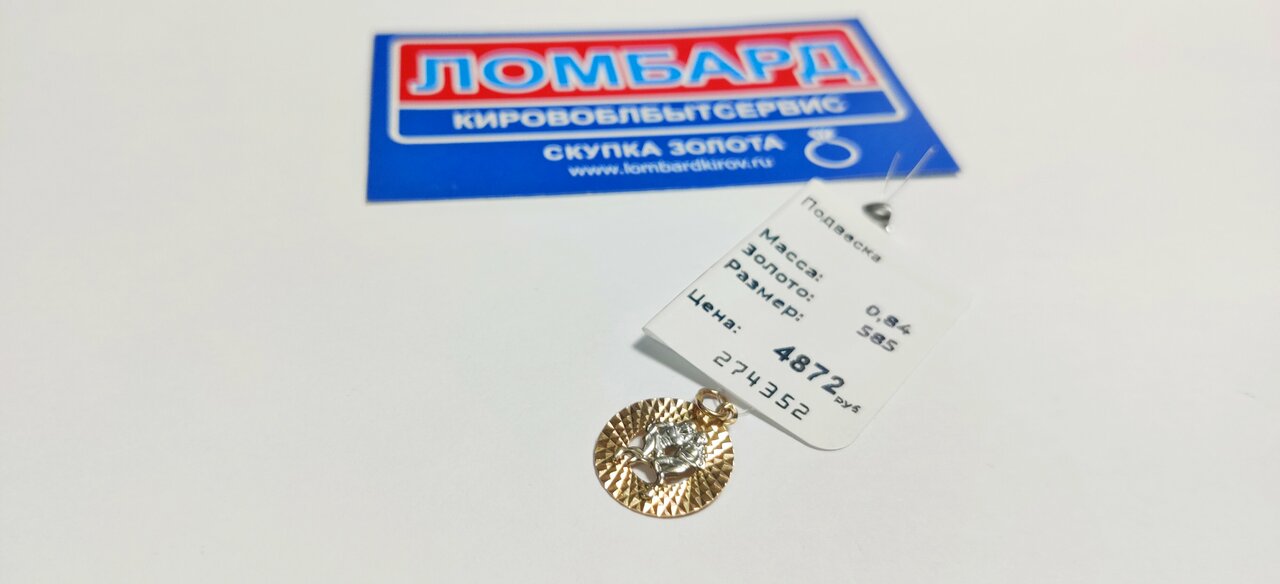 ЛОМБАРД
КИРОВОБЛБЫТСЕРВИС
СКУПКА ЗОЛОТА
www.lombardkirov.ru
Подвеска
Масса: 0,84
Золото: 585
Размер:
Цена: 4872 руб
274352